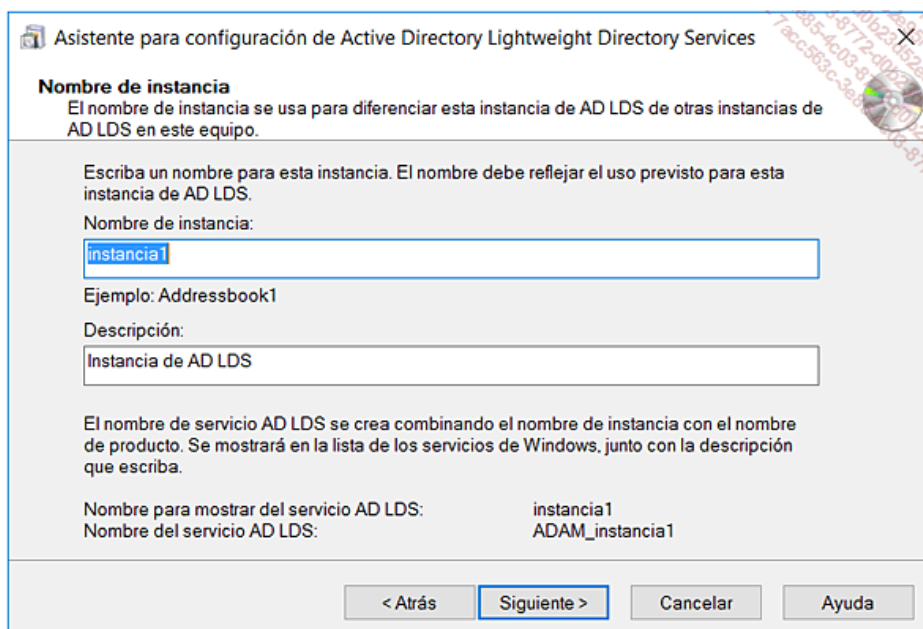 Asistente para configuración de Active Directory Lightweight Directory Services
Nombre de instancia
El nombre de instancia se usa para diferenciar esta instancia de AD LDS de otras instancias de
AD LDS en este equipo.
Escriba un nombre para esta instancia. El nombre debe reflejar el uso previsto para esta
instancia de AD LDS.
Nombre de instancia:
instancia1
Ejemplo: Addressbook1
Descripción:
Instancia de AD LDS
El nombre de servicio AD LDS se crea combinando el nombre de instancia con el nombre
de producto. Se mostrará en la lista de los servicios de Windows, junto con la descripción
que escriba.
Nombre para mostrar del servicio AD LDS: instancia1
Nombre del servicio AD LDS: ADAM_instancia1
< Atrás Siguiente > Cancelar Ayuda